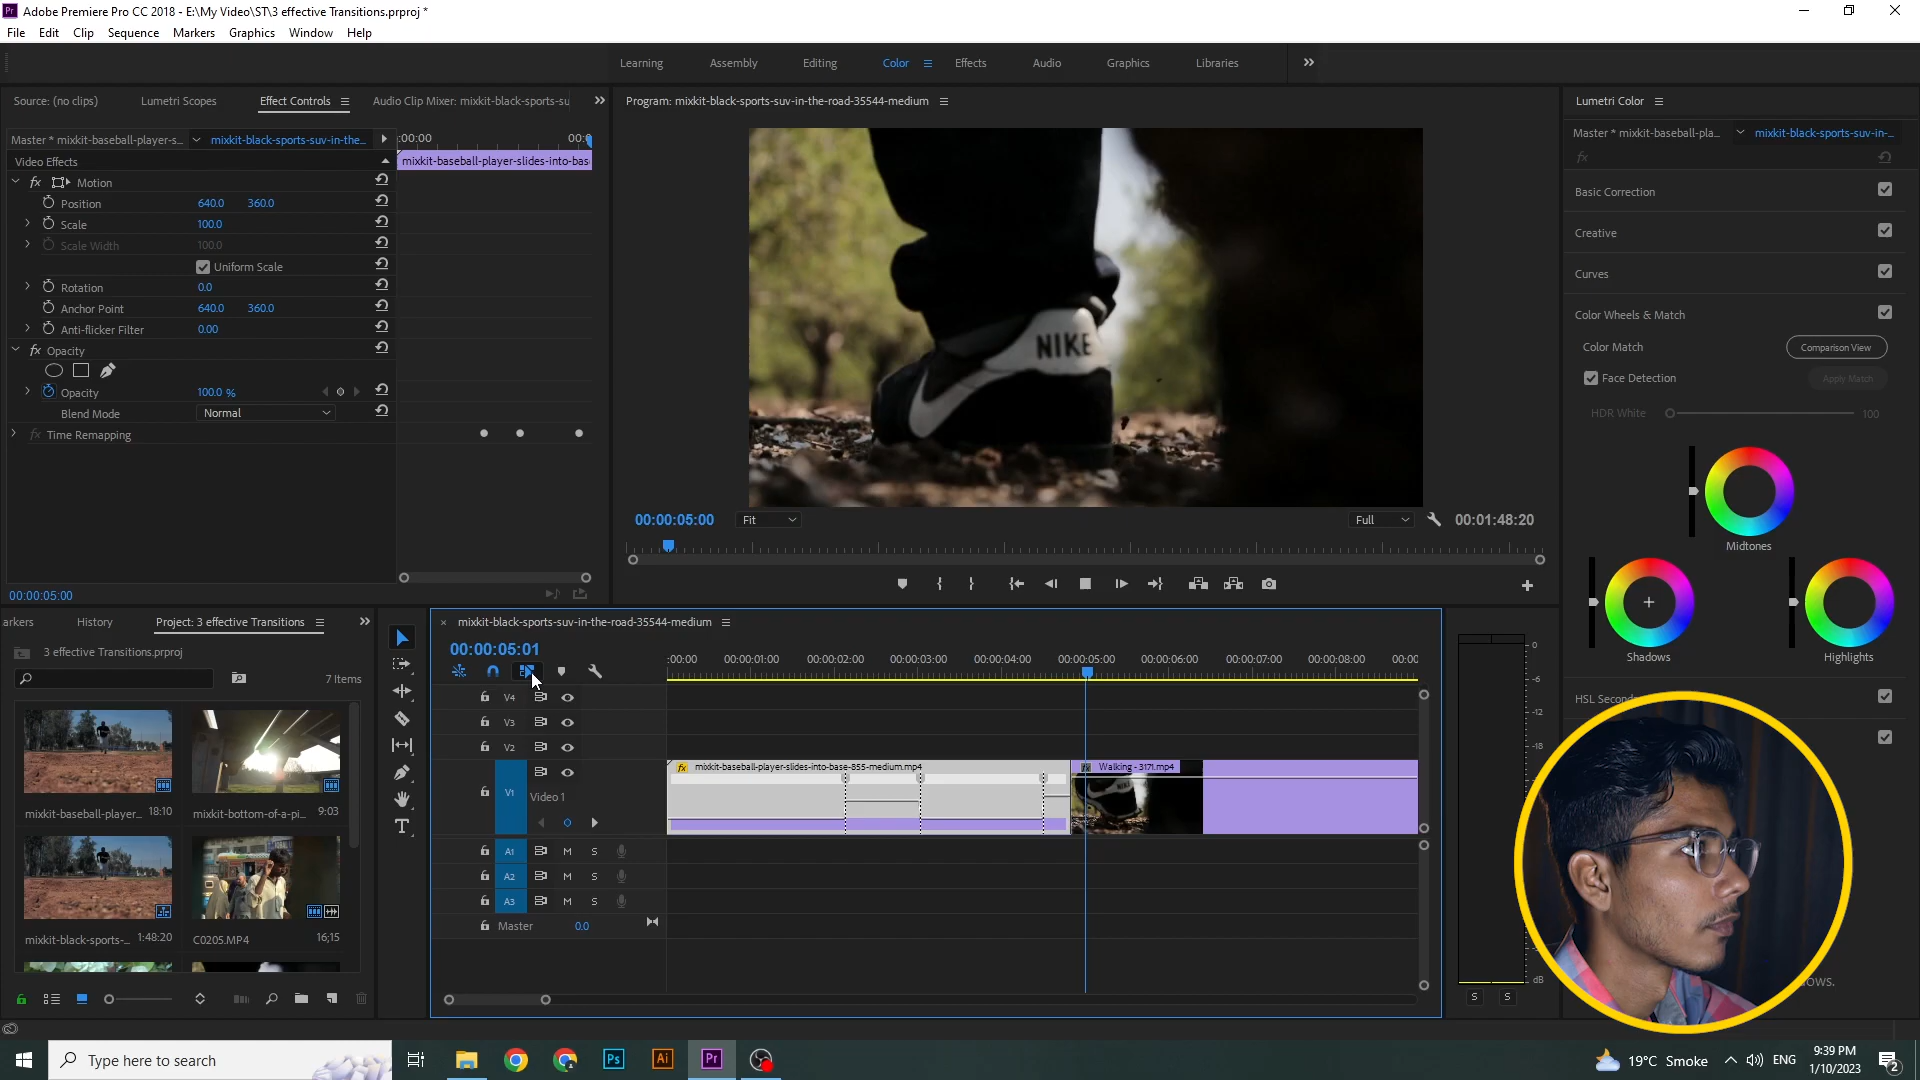 Adobe Premiere Pro CC 2018 - E:\My Video\ST\3 effective Transitions.prproj *
File Edit Clip Sequence Markers Graphics Window Help
Learning Assembly Editing Color Effects Audio Graphics Libraries
Source: (no clips) Lumetri Scopes Effect Controls Audio Clip Mixer: mixkit-black-sports-su
Program: mixkit-black-sports-suv-in-the-road-35544-medium
Lumetri Color
Master * mixkit-baseball-player-s... mixkit-black-sports-suv-in-the...
:00:00 00:
Master * mixkit-baseball-pla... mixkit-black-sports-suv-in-...
Video Effects
mixkit-baseball-player-slides-into-bas
fx
fx Motion
Position 640.0 360.0
Scale 100.0
Scale Width 100.0
Uniform Scale
Rotation 0.0
Anchor Point 640.0 360.0
Anti-flicker Filter 0.00
fx Opacity
Opacity 100.0 %
Blend Mode Normal
fx Time Remapping
00:00:05:00
NIKE
00:00:05:00 Fit Full 00:01:48:20
Basic Correction
Creative
Curves
Color Wheels & Match
Color Match Comparison View
Face Detection Apply Match
HDR White 100
Midtones
Shadows Highlights
HSL Second
arkers History Project: 3 effective Transitions
3 effective Transitions.prproj
7 Items
mixkit-baseball player... 18:10
mixkit-bottom-of-a-pi... 9:03
mixkit-black-sports-... 1:48:20
C0205.MP4 16;15
mixkit-black-sports-suv-in-the-road-35544-medium
00:00:05:01
:00:00 00:00:01:00 00:00:02:00 00:00:03:00 00:00:04:00 00:00:05:00 00:00:06:00 00:00:07:00 00:00:08:00 00:00
V4
V3
V2
fx mixkit-baseball-player-slides-into-base-855-medium.mp4
fx Walking - 3171.mp4
V1 Video 1
A1 M S
A2 M S
A3 M S
Master 0.0
0
-6
-12
-18
dB
S S
ows.
Type here to search
Ps Ai Pr
19°C Smoke ENG
9:39 PM
1/10/2023
2